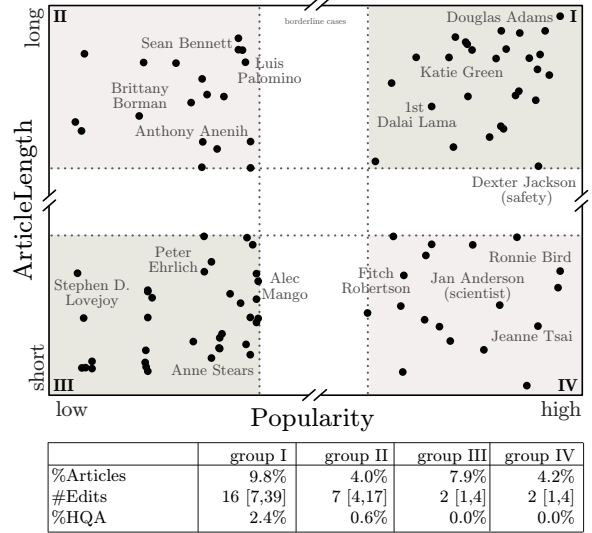 long
II
borderline cases
Douglas Adams
I
Sean Bennett
Luis
Palomino
Katie Green
Brittany
Borman
1st
Dalai Lama
Anthony Anenih
Dexter Jackson
(safety)
ArticleLength
Peter
Ehrlich
Alec
Mango
Stephen D.
Lovejoy
Fitch
Robertson
Ronnie Bird
Jan Anderson
(scientist)
Jeanne Tsai
Anne Stears
short
III
IV
low
Popularity
high
group I group II group III group IV
%Articles 9.8% 4.0% 7.9% 4.2%
#Edits 16 [7,39] 7 [4,17] 2 [1,4] 2 [1,4]
%HQA 2.4% 0.6% 0.0% 0.0%